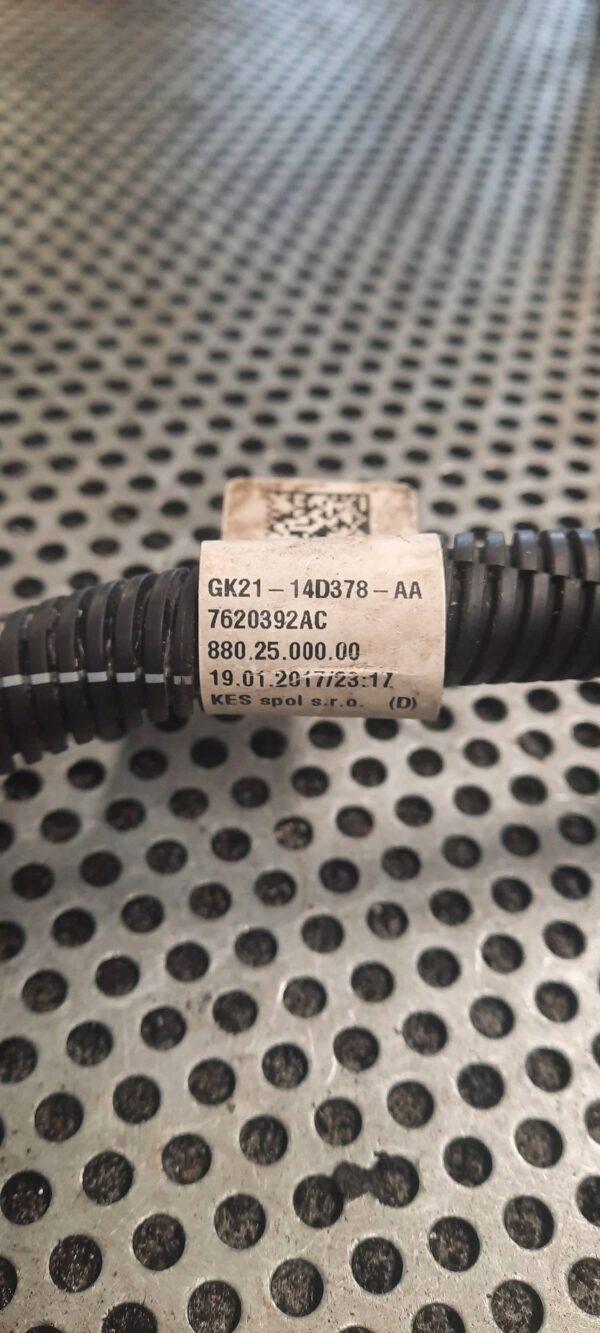 GK21-14D378-AA
7620392AC
880.25.000.00
19.01.2017/23:17
KES spol s.r.o. (D)